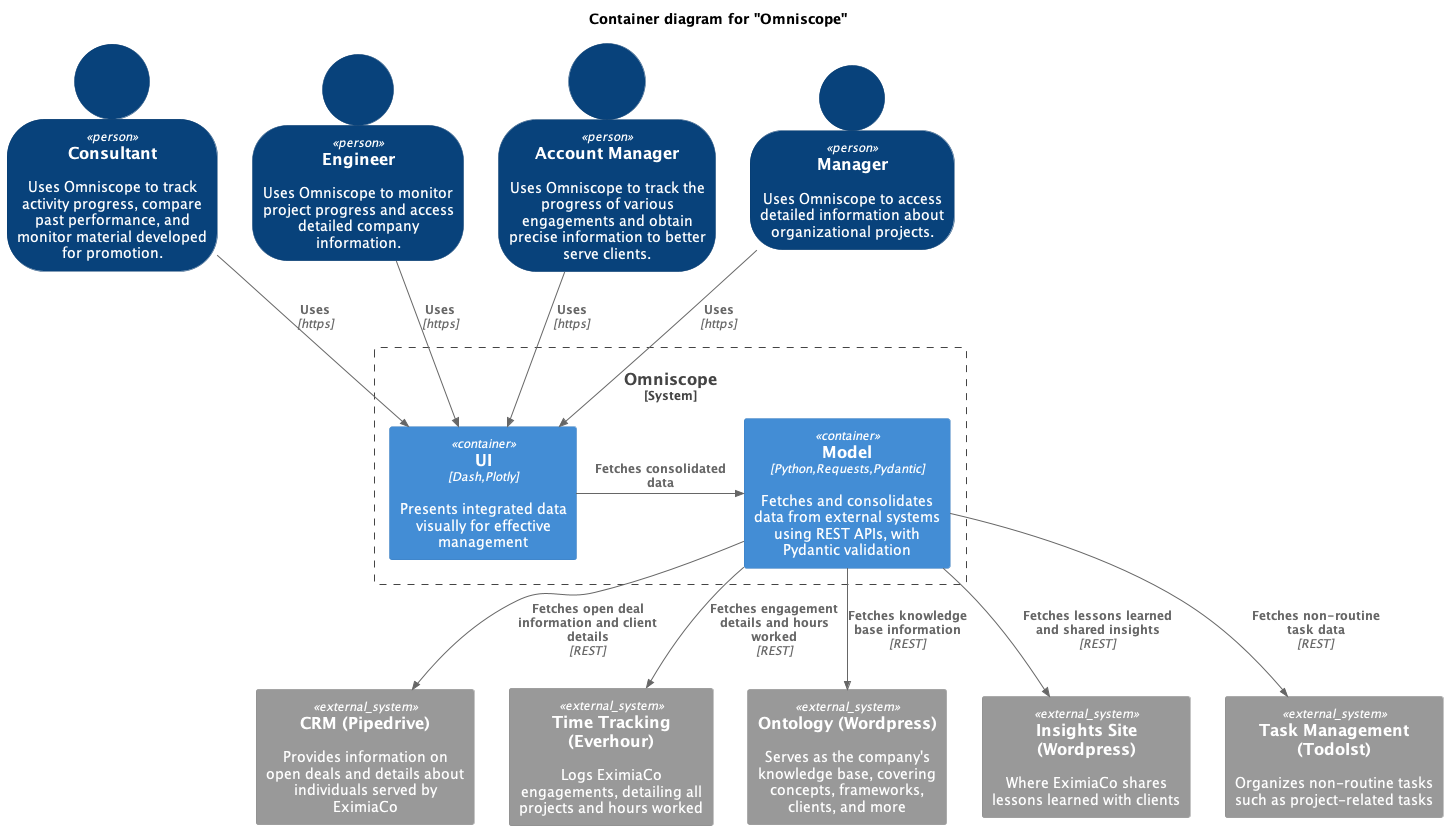 Container diagram for "Omniscope"
«person»
Consultant
Uses Omniscope to track
activity progress, compare
past performance, and
monitor material developed
for promotion.
«person»
Engineer
Uses Omniscope to monitor
project progress and access
detailed company
information.
«person»
Account Manager
Uses Omniscope to track the
progress of various
engagements and obtain
precise information to better
serve clients.
«person»
Manager
Uses Omniscope to access
detailed information about
organizational projects.
Uses
[https]
Uses
[https]
Uses
[https]
Uses
[https]
Omniscope
[System]
«container»
UI
[Dash,Plotly]
Presents integrated data
visually for effective
management
Fetches consolidated
data
«container»
Model
[Python,Requests,Pydantic]
Fetches and consolidates
data from external systems
using REST APIs, with
Pydantic validation
Fetches open deal
information and client
details
[REST]
Fetches engagement
details and hours
worked
[REST]
Fetches knowledge
base information
[REST]
Fetches lessons learned
and shared insights
[REST]
Fetches non-routine
task data
[REST]
«external_system»
CRM (Pipedrive)
Provides information on
open deals and details about
individuals served by
EximiaCo
«external_system»
Time Tracking
(Everhour)
Logs EximiaCo
engagements, detailing all
projects and hours worked
«external_system»
Ontology (Wordpress)
Serves as the company's
knowledge base, covering
concepts, frameworks,
clients, and more
«external_system»
Insights Site
(Wordpress)
Where EximiaCo shares
lessons learned with clients
«external_system»
Task Management
(TodoIst)
Organizes non-routine tasks
such as project-related tasks